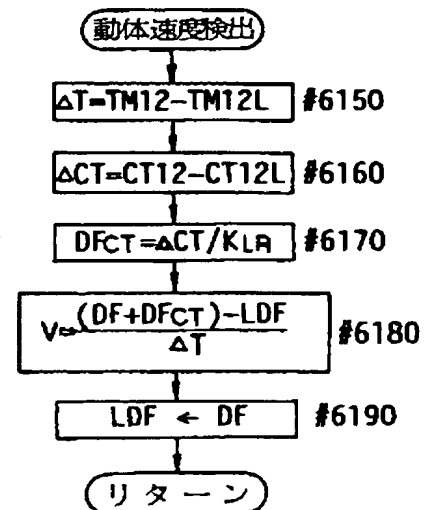 動体速度検出
ΔT=TM12-TM12L #6150
ΔCT=CT12-CT12L #6160
DFCT=ΔCT/KLR #6170
V=(DF+DFCT)-LDF
ΔT
#6180
LDF ← DF #6190
リターン